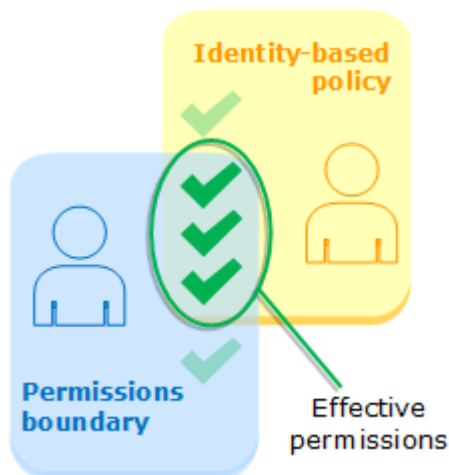 Identity-based
policy
Permissions
boundary
Effective
permissions